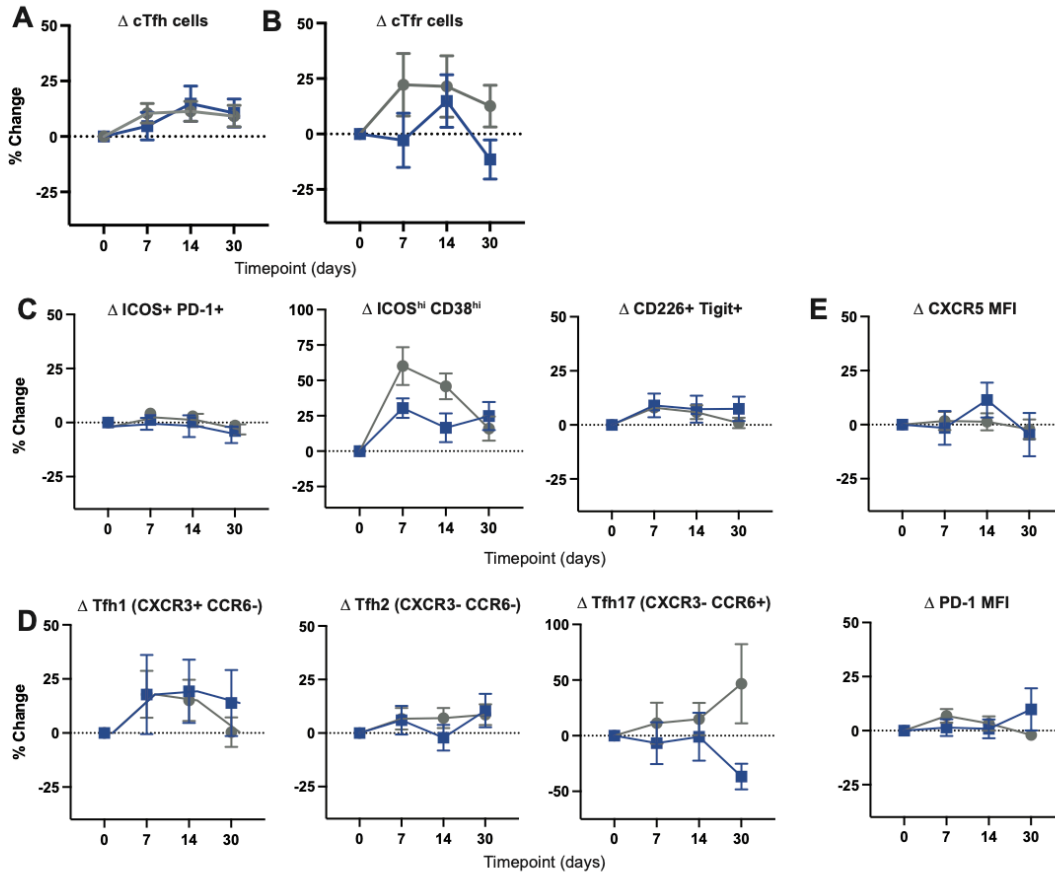 A
Δ cTfh cells
50
25
0
-25
% Change
0 7 14 30
B
Δ cTfr cells
50
25
0
-25
0 7 14 30
Timepoint (days)
C
Δ ICOS+ PD-1+
50
25
0
-25
% Change
0 7 14 30
Δ ICOSʰⁱ CD38ʰⁱ
100
75
50
25
0
-25
0 7 14 30
Δ CD226+ Tigit+
50
25
0
-25
0 7 14 30
Timepoint (days)
E
Δ CXCR5 MFI
50
25
0
-25
0 7 14 30
D
Δ Tfh1 (CXCR3+ CCR6-)
50
25
0
-25
% Change
0 7 14 30
Δ Tfh2 (CXCR3- CCR6-)
50
25
0
-25
0 7 14 30
Δ Tfh17 (CXCR3- CCR6+)
100
50
0
-50
0 7 14 30
Timepoint (days)
Δ PD-1 MFI
50
25
0
-25
0 7 14 30